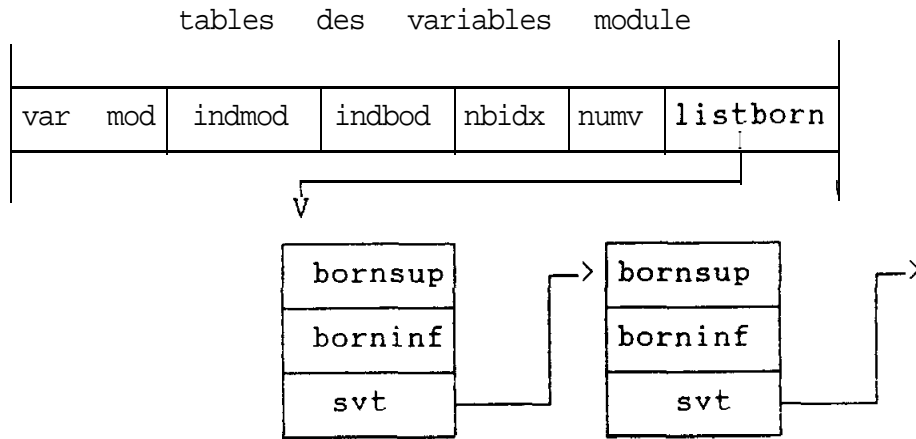 tables des variables module
var mod indmod indbod nbidx numv listborn
bornsup bornsup
borninf borninf
svt svt